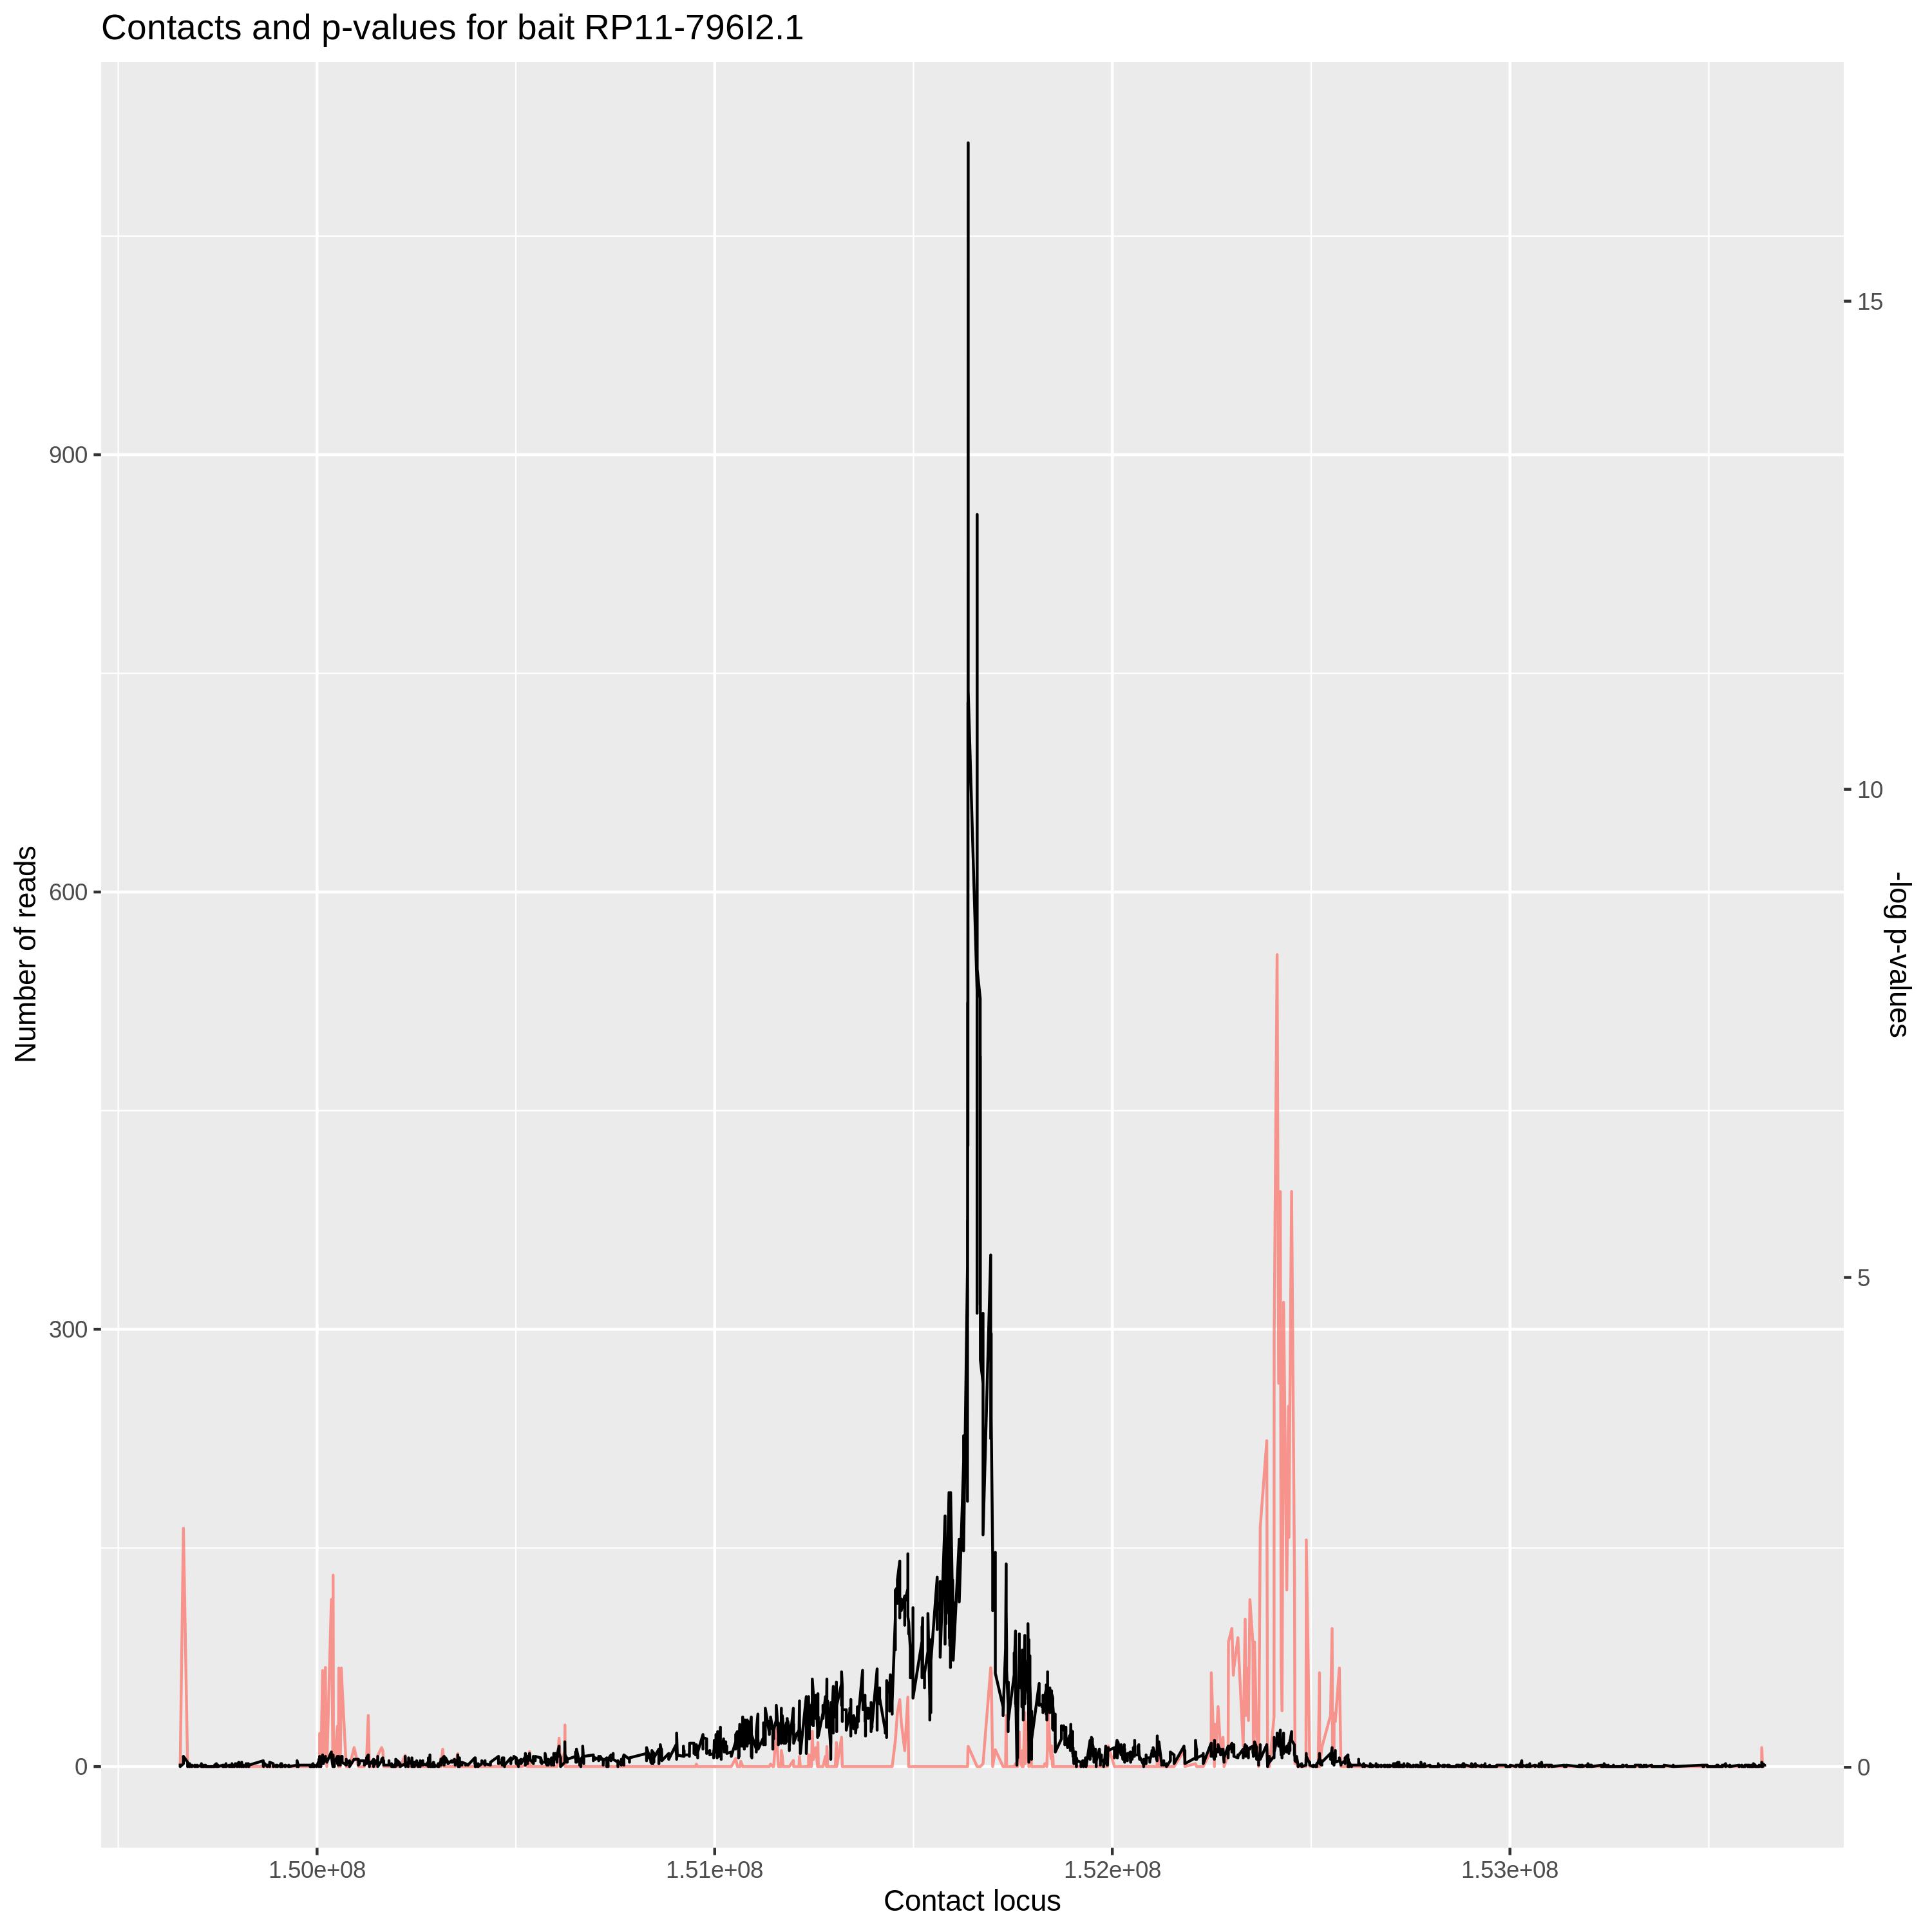 Contacts and p-values for bait RP11-796I2.1
900
600
300
0
Number of reads
15
10
5
0
-log p-values
1.50e+08
1.51e+08
1.52e+08
1.53e+08
Contact locus